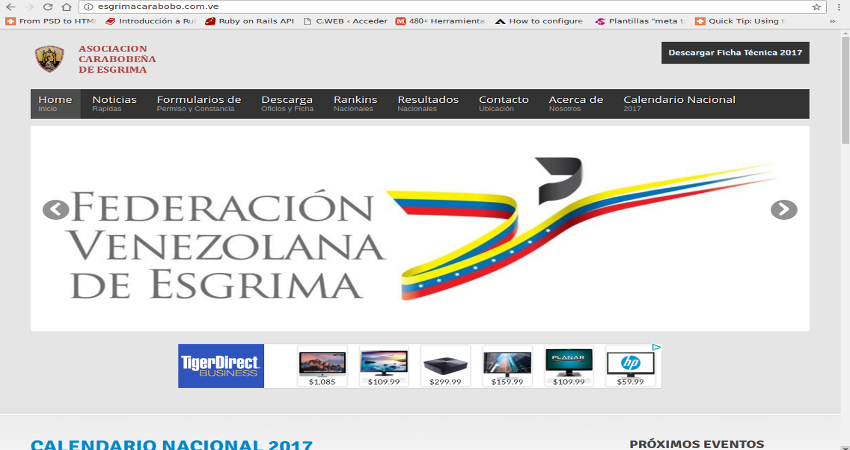 esgrimacarabobo.com.ve
From PSD to HTML
Introducción a Ru
Ruby on Rails API
C.WEB ‹ Acceder
480+ Herramienta
How to configure
Plantillas "meta t
Quick Tip: Using t
»
ASOCIACION
CARABOBEÑA
DE ESGRIMA
Descargar Ficha Técnica 2017
Home Noticias Formularios de Descarga Rankins Resultados Contacto Acerca de Calendario Nacional
Inicio Rapidas Permiso y Constancia Oficios y Ficha Nacionales Nacionales Ubicación Nosotros 2017
FEDERACIÓN
VENEZOLANA
DE ESGRIMA
TigerDirect
BUSINESS
PLANAR
hp
$1,085 $109.99 $299.99 $159.99 $109.99 $59.99
CALENDARIO NACIONAL 2017
PRÓXIMOS EVENTOS